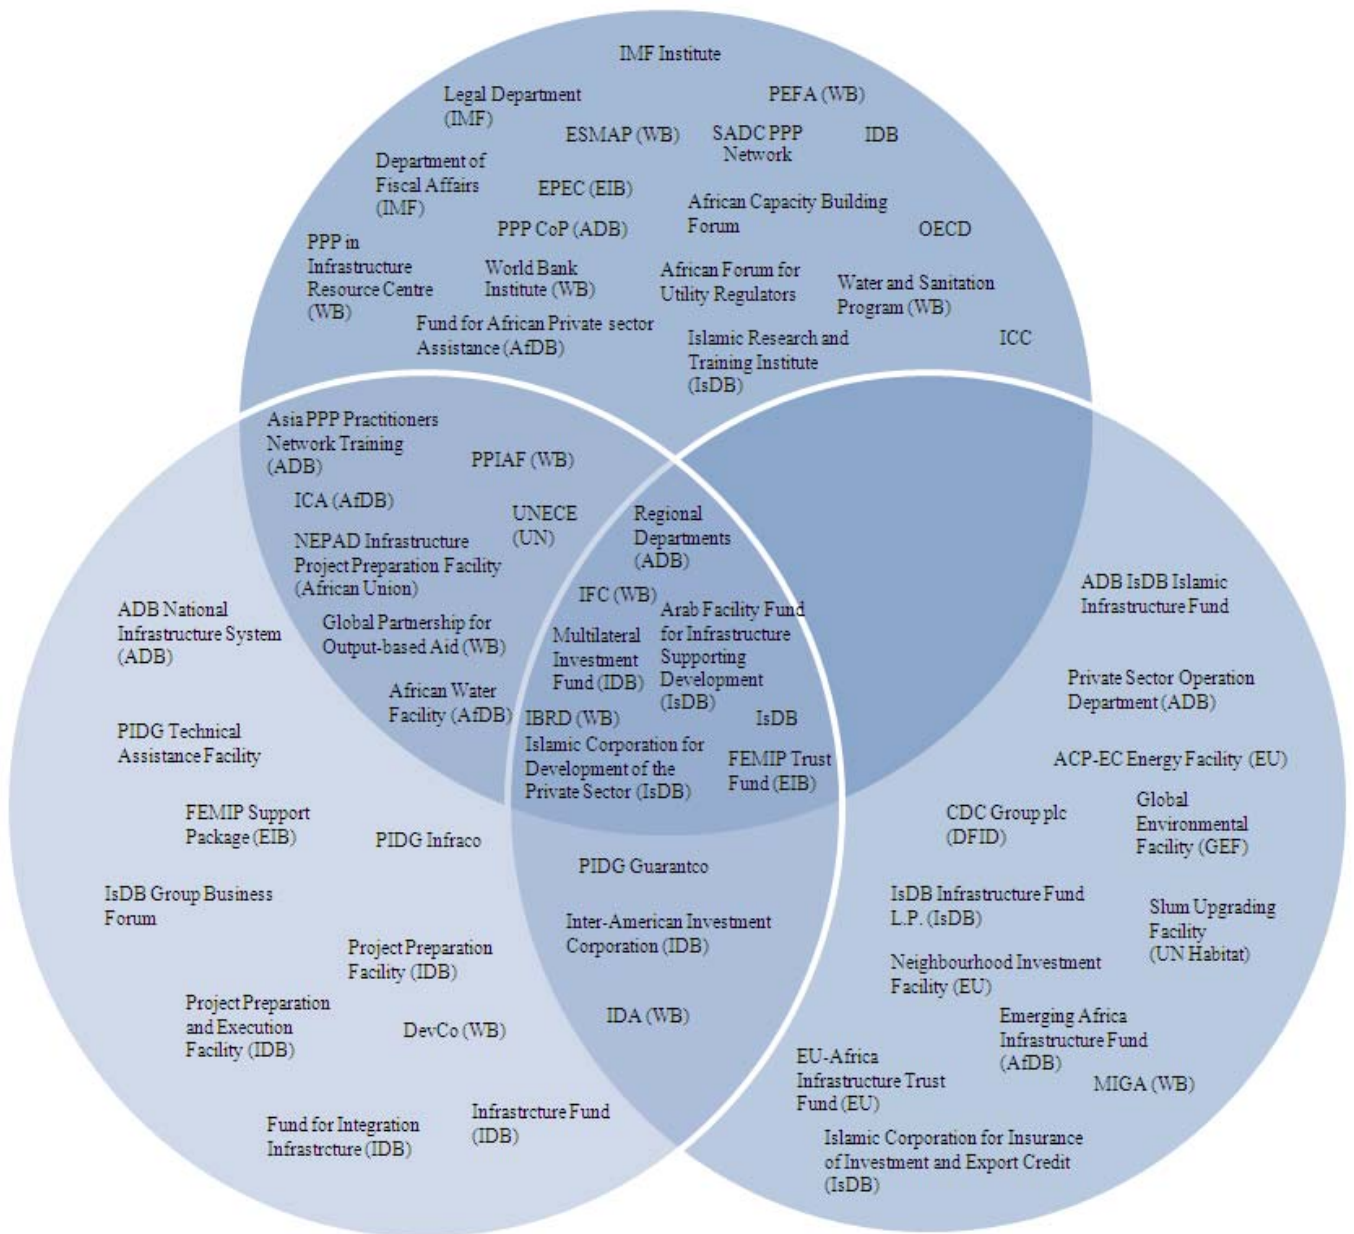 IMF Institute
Legal Department
(IMF)
PEFA (WB)
ESMAP (WB)
SADC PPP
Network
IDB
Department of
Fiscal Affairs
(IMF)
EPEC (EIB)
African Capacity Building
Forum
PPP CoP (ADB)
OECD
PPP in
Infrastructure
Resource Centre
(WB)
World Bank
Institute (WB)
African Forum for
Utility Regulators
Water and Sanitation
Program (WB)
Fund for African Private sector
Assistance (AfDB)
Islamic Research and
Training Institute
(IsDB)
ICC
Asia PPP Practitioners
Network Training
(ADB)
PPIAF (WB)
ICA (AfDB)
UNECE
(UN)
Regional
Departments
(ADB)
NEPAD Infrastructure
Project Preparation Facility
(African Union)
IFC (WB)
ADB National
Infrastructure System
(ADB)
Global Partnership for
Output-based Aid (WB)
Multilateral
Investment
Fund (IDB)
Arab Facility Fund
for Infrastructure
Supporting
Development
(IsDB)
ADB IsDB Islamic
Infrastructure Fund
African Water
Facility (AfDB)
IBRD (WB)
IsDB
Private Sector Operation
Department (ADB)
PIDG Technical
Assistance Facility
Islamic Corporation for
Development of the
Private Sector (IsDB)
FEMIP Trust
Fund (EIB)
ACP-EC Energy Facility (EU)
FEMIP Support
Package (EIB)
PIDG Infraco
CDC Group plc
(DFID)
Global
Environmental
Facility (GEF)
PIDG Guarantco
IsDB Group Business
Forum
IsDB Infrastructure Fund
L.P. (IsDB)
Slum Upgrading
Facility
(UN Habitat)
Inter-American Investment
Corporation (IDB)
Project Preparation
Facility (IDB)
Neighbourhood Investment
Facility (EU)
Project Preparation
and Execution
Facility (IDB)
DevCo (WB)
IDA (WB)
Emerging Africa
Infrastructure Fund
(AfDB)
EU-Africa
Infrastructure Trust
Fund (EU)
MIGA (WB)
Fund for Integration
Infrastrcture (IDB)
Infrastrcture Fund
(IDB)
Islamic Corporation for Insurance
of Investment and Export Credit
(IsDB)